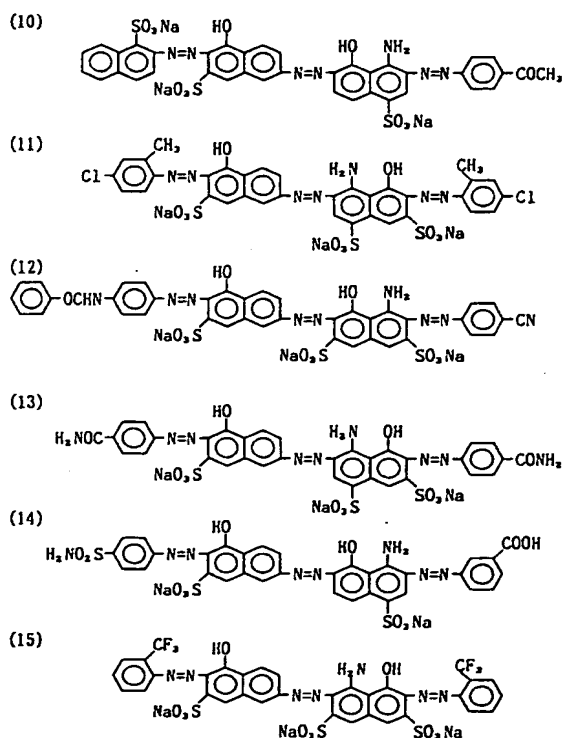 (10)
SO₃Na HO HO NH₂
N=N N=N N=N COCH₃
NaO₃S SO₃Na
(11)
CH₃ HO H₂N OH CH₃
Cl N=N N=N N=N Cl
NaO₃S NaO₃S SO₃Na
(12)
HO HO NH₂
OCHN N=N N=N N=N CN
NaO₃S NaO₃S SO₃Na
(13)
HO H₂N OH
H₂NOC N=N N=N N=N CONH₂
NaO₃S NaO₃S SO₃Na
(14)
HO HO NH₂ COOH
H₂NO₂S N=N N=N N=N
NaO₃S SO₃Na
(15)
CF₃ HO H₂N OH CF₃
N=N N=N N=N
NaO₃S NaO₃S SO₃Na